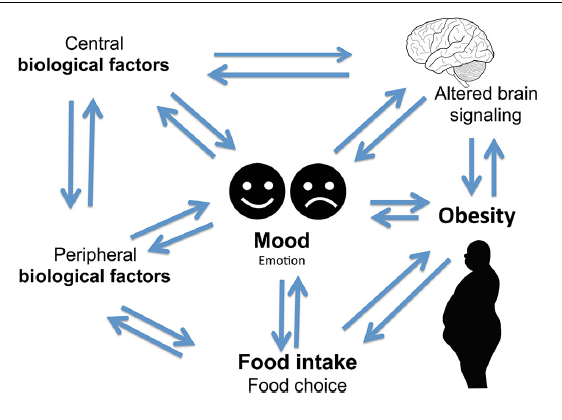 Central
biological factors
Altered brain
signaling
Obesity
Mood
Emotion
Peripheral
biological factors
Food intake
Food choice